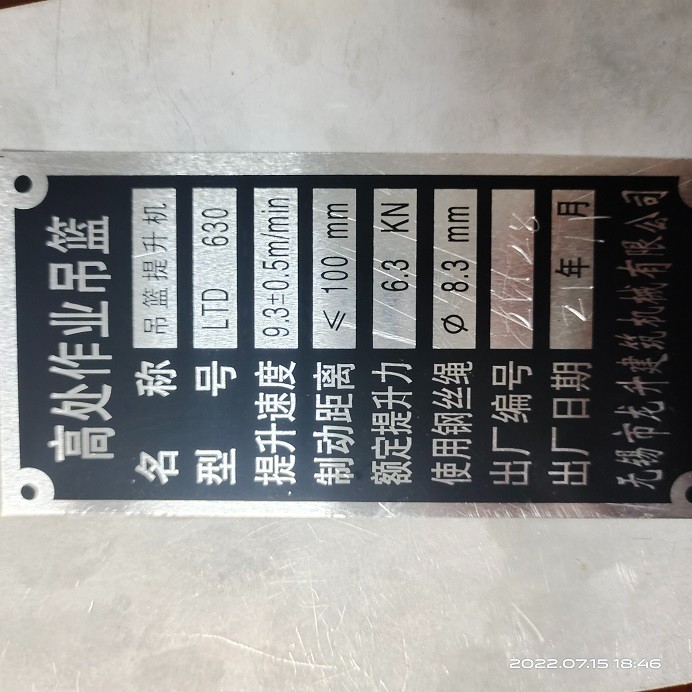 高处作业吊篮
名 称 吊篮提升机
型 号 LTD 630
提升速度 9.3±0.5m/min
制动距离 ≤ 100 mm
额定提升力 6.3 KN
使用钢丝绳 Ø 8.3 mm
出厂编号
出厂日期 21年 月
无锡市龙升建筑机械有限公司
2022.07.15 18:46